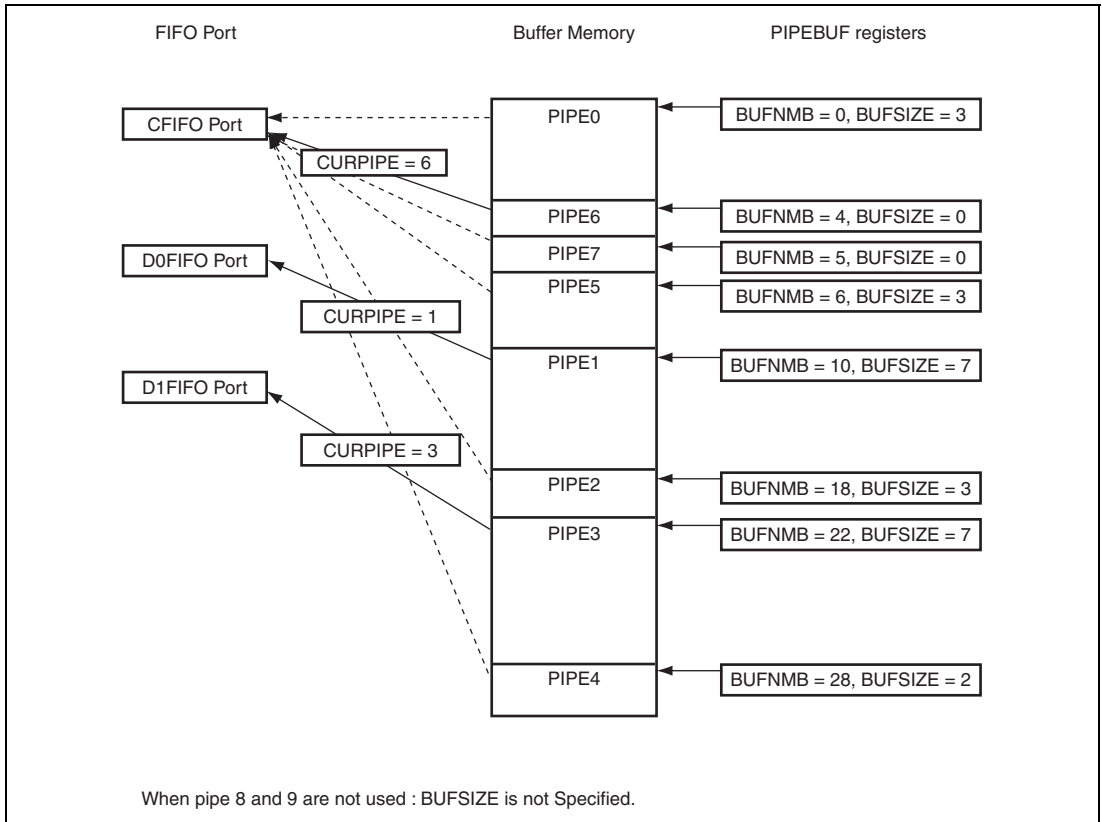 FIFO Port
Buffer Memory
PIPEBUF registers
CFIFO Port
PIPE0
BUFNMB = 0, BUFSIZE = 3
CURPIPE = 6
PIPE6
BUFNMB = 4, BUFSIZE = 0
D0FIFO Port
PIPE7
BUFNMB = 5, BUFSIZE = 0
PIPE5
BUFNMB = 6, BUFSIZE = 3
CURPIPE = 1
PIPE1
BUFNMB = 10, BUFSIZE = 7
D1FIFO Port
CURPIPE = 3
PIPE2
BUFNMB = 18, BUFSIZE = 3
PIPE3
BUFNMB = 22, BUFSIZE = 7
PIPE4
BUFNMB = 28, BUFSIZE = 2
When pipe 8 and 9 are not used : BUFSIZE is not Specified.